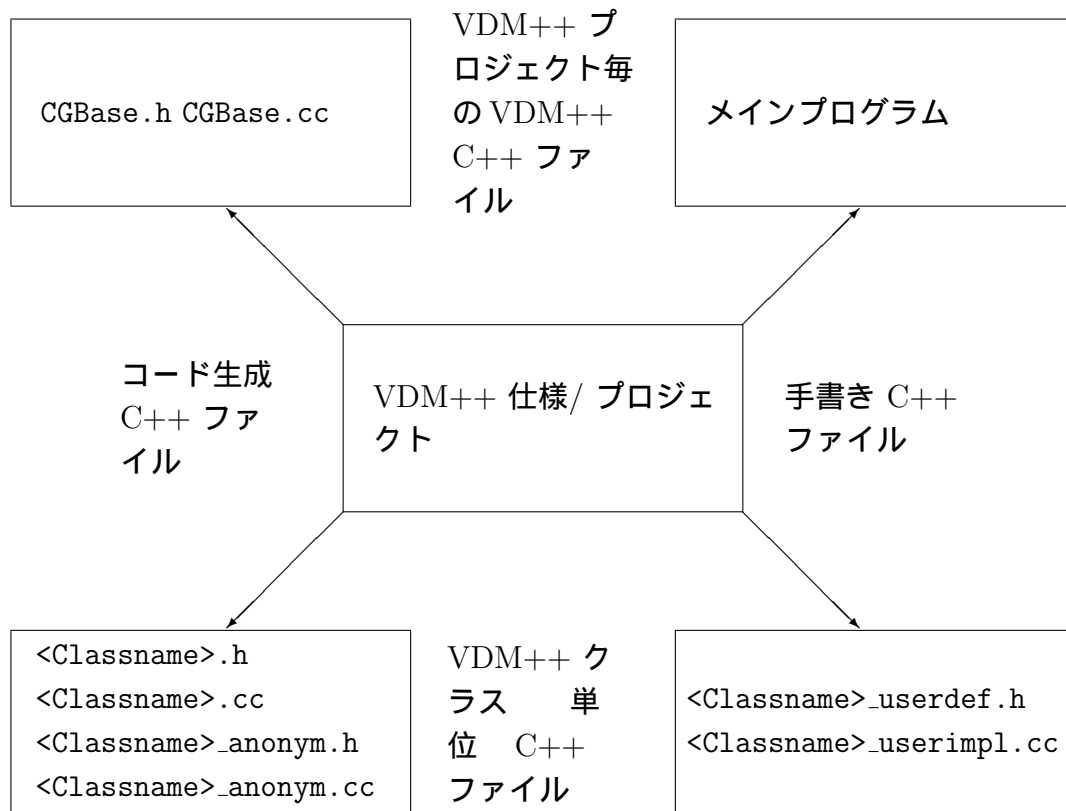 CGBase.h CGBase.cc
VDM++ プ
ロジェクト毎
の VDM++
C++ ファ
イル
メインプログラム
コード生成
C++ ファ
イル
VDM++ 仕様/ プロジェ
クト
手書き C++
ファイル
<Classname>.h
<Classname>.cc
<Classname>_anonym.h
<Classname>_anonym.cc
VDM++ ク
ラス 単
位 C++
ファイル
<Classname>_userdef.h
<Classname>_userimpl.cc